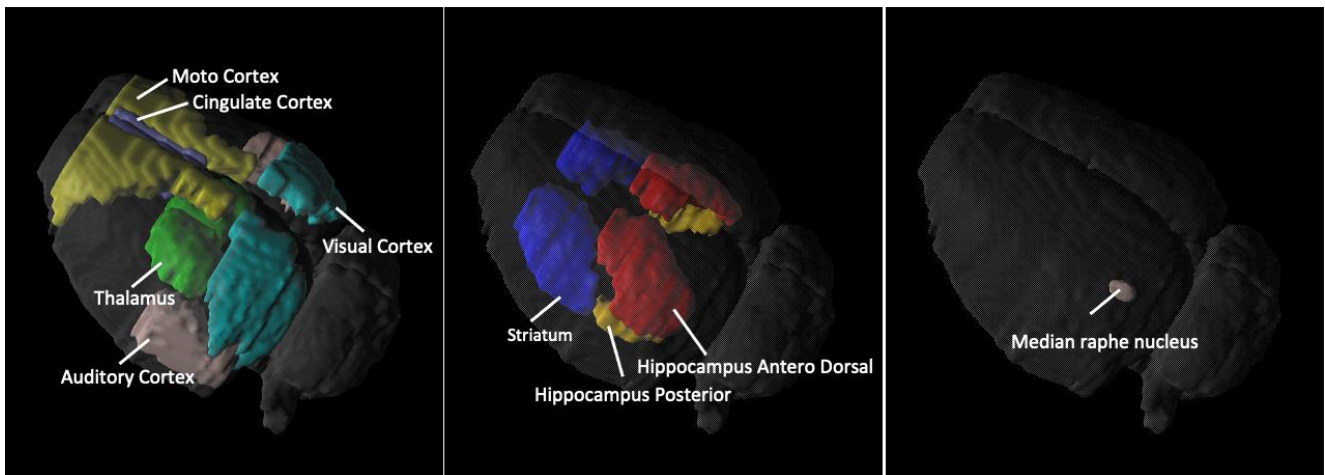 Moto Cortex
Cingulate Cortex
Visual Cortex
Thalamus
Auditory Cortex
Striatum
Hippocampus Antero Dorsal
Hippocampus Posterior
Median raphe nucleus